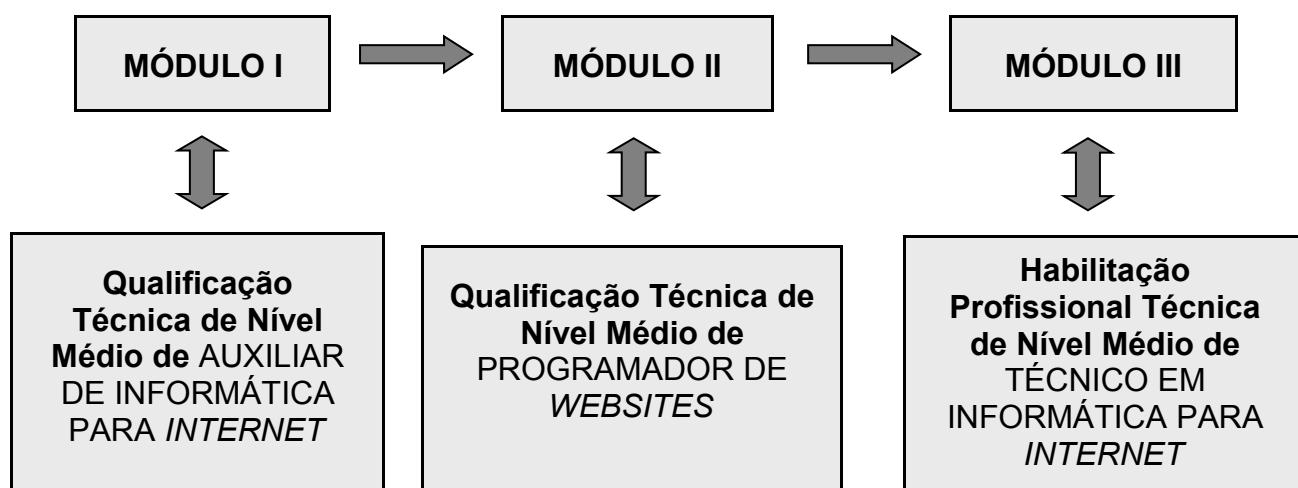 MÓDULO I
MÓDULO II
MÓDULO III
Qualificação
Técnica de Nível
Médio de AUXILIAR
DE INFORMÁTICA
PARA INTERNET
Qualificação Técnica de
Nível Médio de
PROGRAMADOR DE
WEBSITES
Habilitação
Profissional Técnica
de Nível Médio de
TÉCNICO EM
INFORMÁTICA PARA
INTERNET